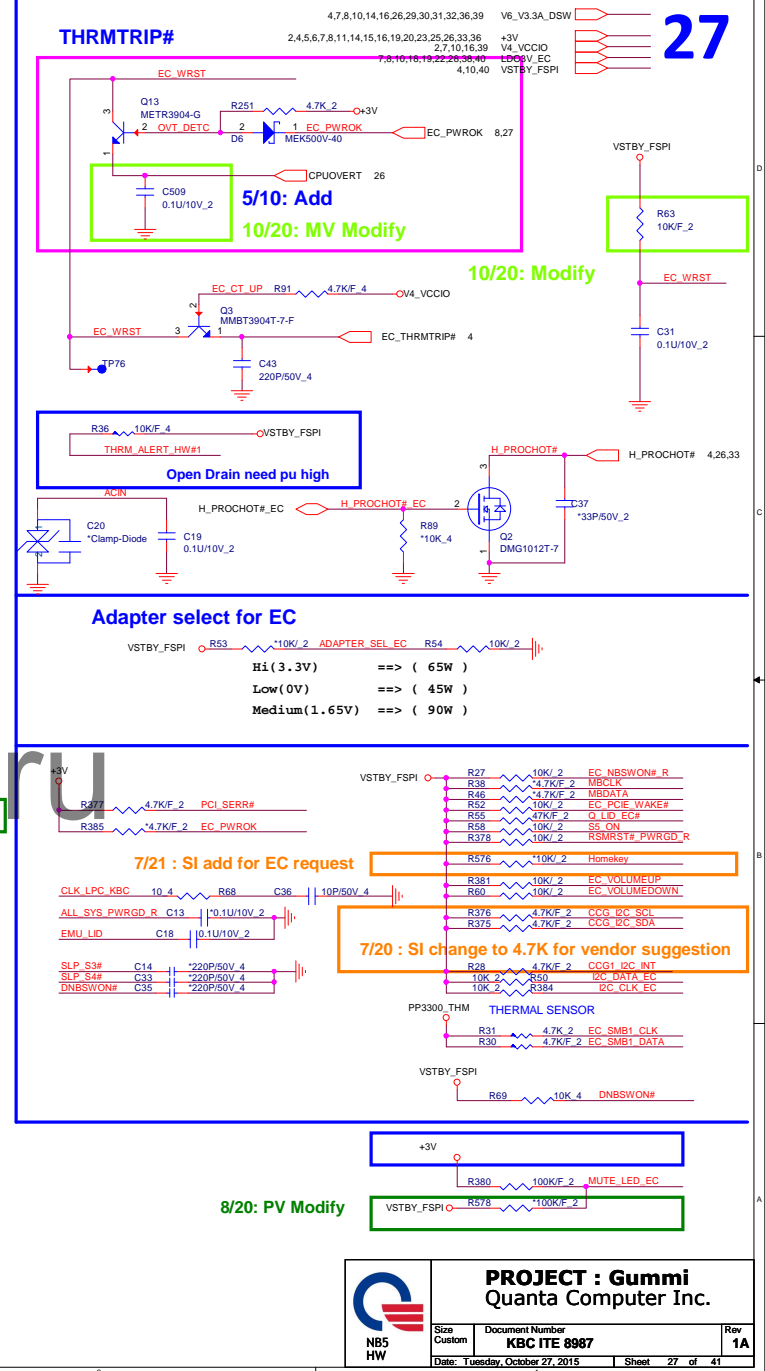 4,7,8,10,14,16,26,29,30,31,32,36,39 V6_V3.3A_DSW
2,4,5,6,7,8,11,14,15,16,19,20,23,25,26,33,36 +3V
2,7,10,16,39 V4_VCCIO
7,8,10,18,19,22,28,38,40 LDO3V_EC
4,10,40 VSTBY_FSPI
27
THRMTRIP#
EC_WRST
Q13
METR3904-G
3
2
1
OVT_DETC
R251 4.7K_2 +3V
2
D6
1 EC_PWROK
MEK500V-40
EC_PWROK 8,27
CPUOVERT 26
C509
0.1U/10V_2
5/10: Add
10/20: MV Modify
VSTBY_FSPI
R63
10K/F_2
10/20: Modify
EC_WRST
C31
0.1U/10V_2
EC_CT_UP R91 4.7K/F_4 V4_VCCIO
2
Q3
MMBT3904T-7-F
EC_WRST 3 1
EC_THRMTRIP# 4
C43
220P/50V_4
TP76
R36 10K/F_4 VSTBY_FSPI
THRM_ALERT_HW#1
Open Drain need pu high
ACIN
1
2
C20
*Clamp-Diode
C19
0.1U/10V_2
H_PROCHOT#_EC H_PROCHOT#_EC 2
R89
*10K_4
3
1
Q2
DMG1012T-7
H_PROCHOT#
H_PROCHOT# 4,26,33
C37
*33P/50V_2
Adapter select for EC
VSTBY_FSPI R53 *10K/_2 ADAPTER_SEL_EC R54 10K/_2
Hi(3.3V) ==> ( 65W )
Low(0V) ==> ( 45W )
Medium(1.65V) ==> ( 90W )
ru
+3V
R377 4.7K/F_2 PCI_SERR#
R385 *4.7K/F_2 EC_PWROK
VSTBY_FSPI
R27 10K/_2 EC_NBSWON#_R
R38 *4.7K/F_2 MBCLK
R46 *4.7K/F_2 MBDATA
R52 10K/_2 EC_PCIE_WAKE#
R55 47K/F_2 Q_LID_EC#
R58 10K/_2 S5_ON
R378 10K/_2 RSMRST#_PWRGD_R
7/21 : SI add for EC request
R576 *10K/_2 Homekey
R381 10K/_2 EC_VOLUMEUP
R60 10K/_2 EC_VOLUMEDOWN
R376 4.7K/F_2 CCG_I2C_SCL
R375 4.7K/F_2 CCG_I2C_SDA
7/20 : SI change to 4.7K for vendor suggestion
R28 4.7K/F_2 CCG1_I2C_INT
10K_2 R50 I2C_DATA_EC
10K_2 R384 I2C_CLK_EC
CLK_LPC_KBC 10_4 R68 C36 10P/50V_4
ALL_SYS_PWRGD_R C13 *0.1U/10V_2
EMU_LID C18 0.1U/10V_2
SLP_S3# C14 *220P/50V_4
SLP_S4# C33 *220P/50V_4
DNBSWON# C35 *220P/50V_4
PP3300_THM THERMAL SENSOR
R31 4.7K_2 EC_SMB1_CLK
R30 4.7K/F_2 EC_SMB1_DATA
VSTBY_FSPI
R69 10K_4 DNBSWON#
+3V
R380 100K/F_2 MUTE_LED_EC
8/20: PV Modify
VSTBY_FSPI R578 *100K/F_2
D
C
B
A
NB5
HW
PROJECT : Gummi
Quanta Computer Inc.
Size
Custom
Document Number
KBC ITE 8987
Rev
1A
Date: Tuesday, October 27, 2015 Sheet 27 of 41